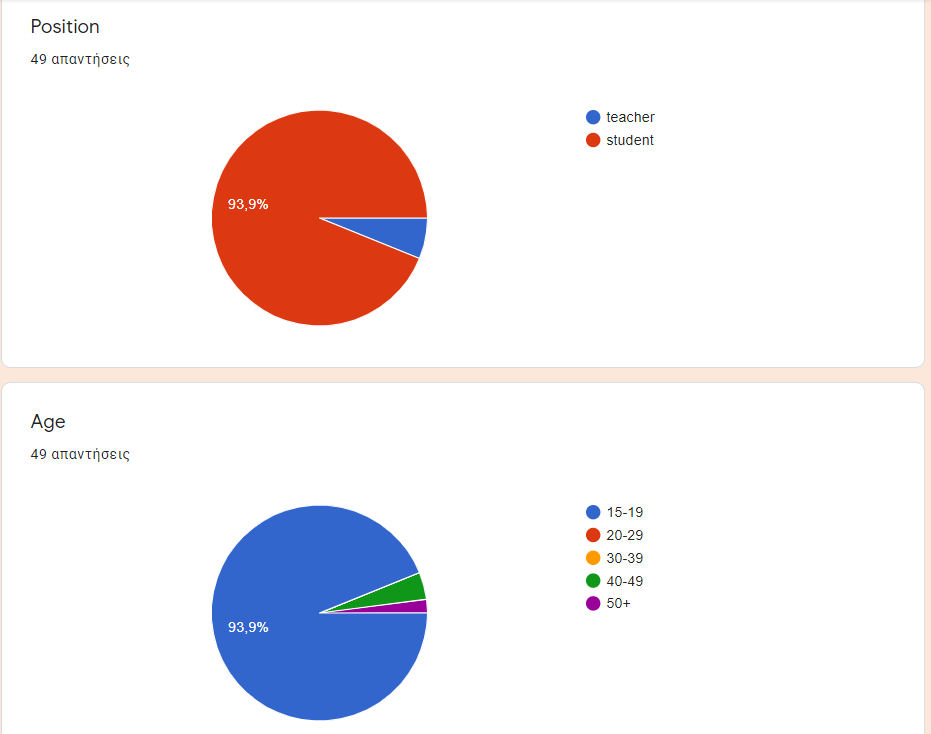 Position
49 απαντήσεις
teacher
student
93,9%
Age
49 απαντήσεις
15-19
20-29
30-39
40-49
50+
93,9%